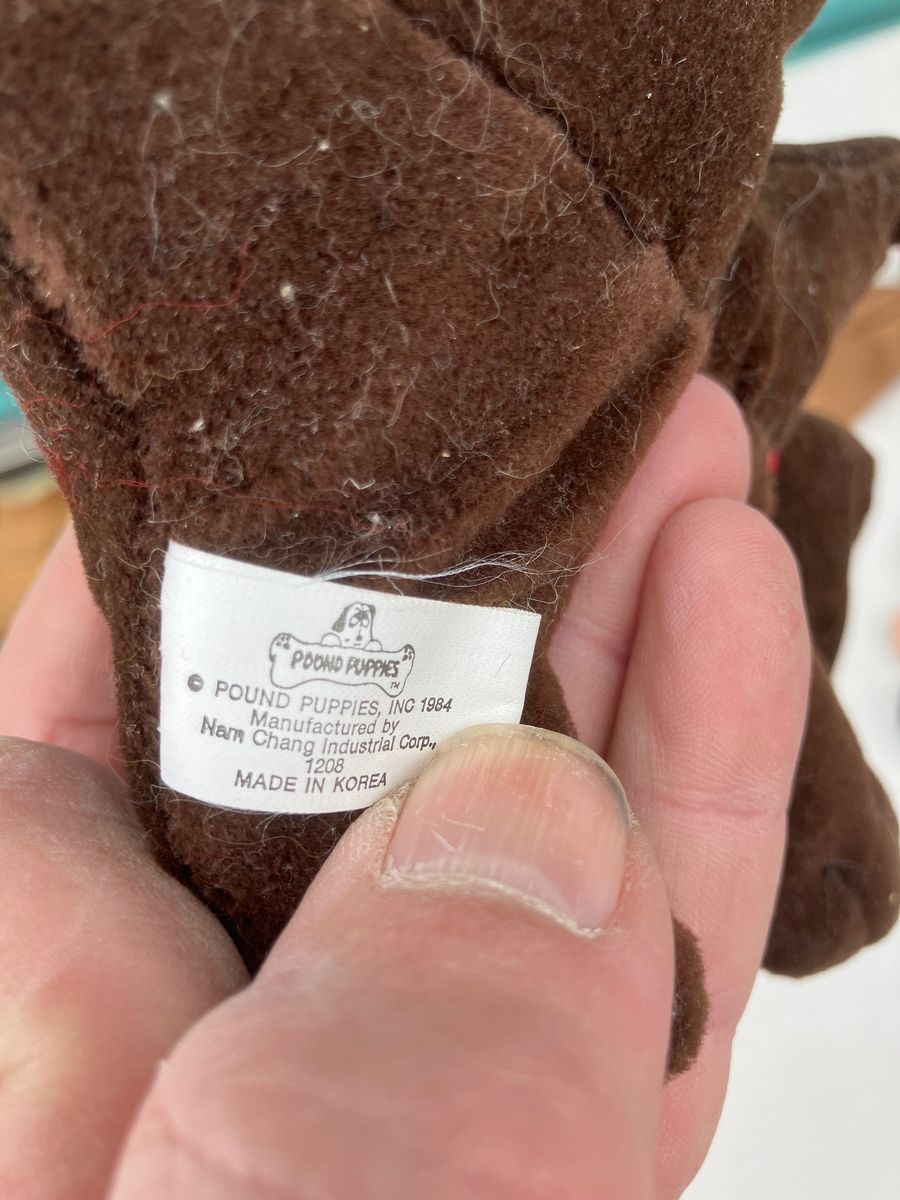 POUND PUPPIES
TM
© POUND PUPPIES, INC 1984
Manufactured by
Nam Chang Industrial Corp.,
1208
MADE IN KOREA